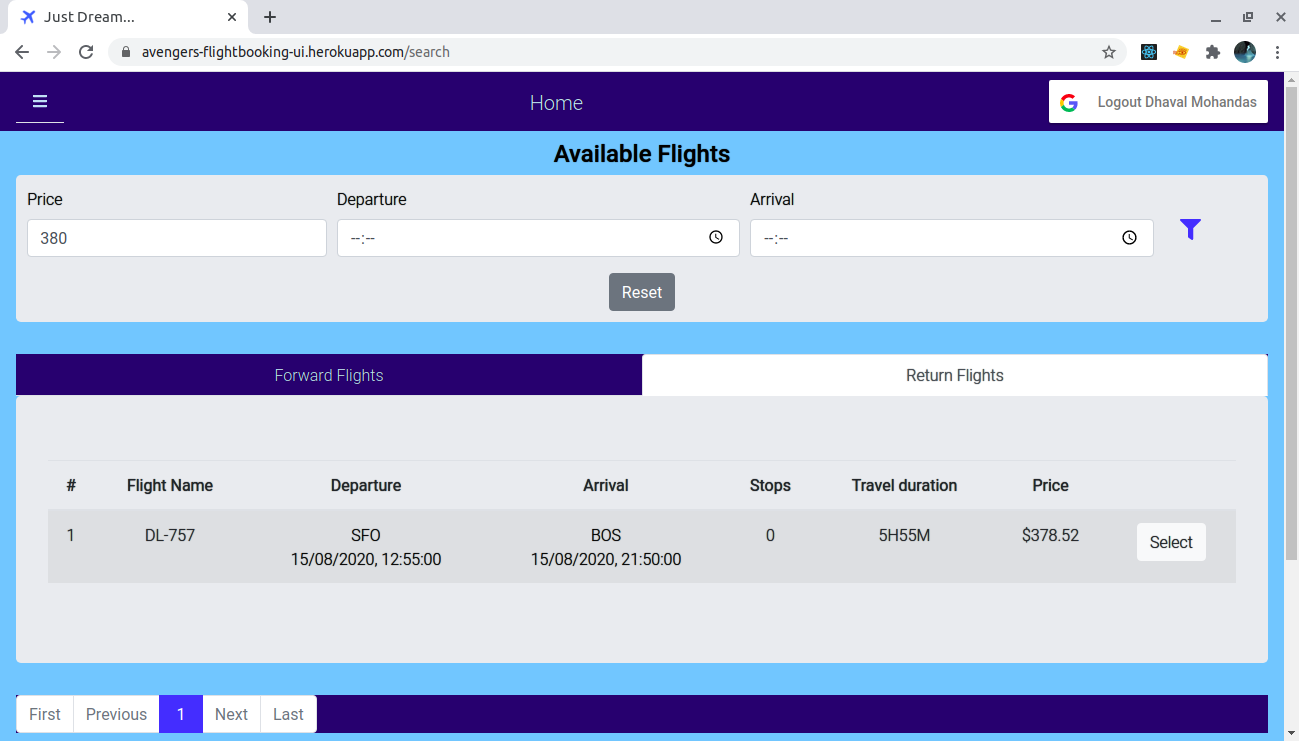 Just Dream...
avengers-flightbooking-ui.herokuapp.com/search
Home
Logout Dhaval Mohandas
Available Flights
Price Departure Arrival
380 --:-- --:--
Reset
Forward Flights Return Flights
# Flight Name Departure Arrival Stops Travel duration Price
1 DL-757 SFO BOS 0 5H55M $378.52 Select
15/08/2020, 12:55:00 15/08/2020, 21:50:00
First Previous 1 Next Last